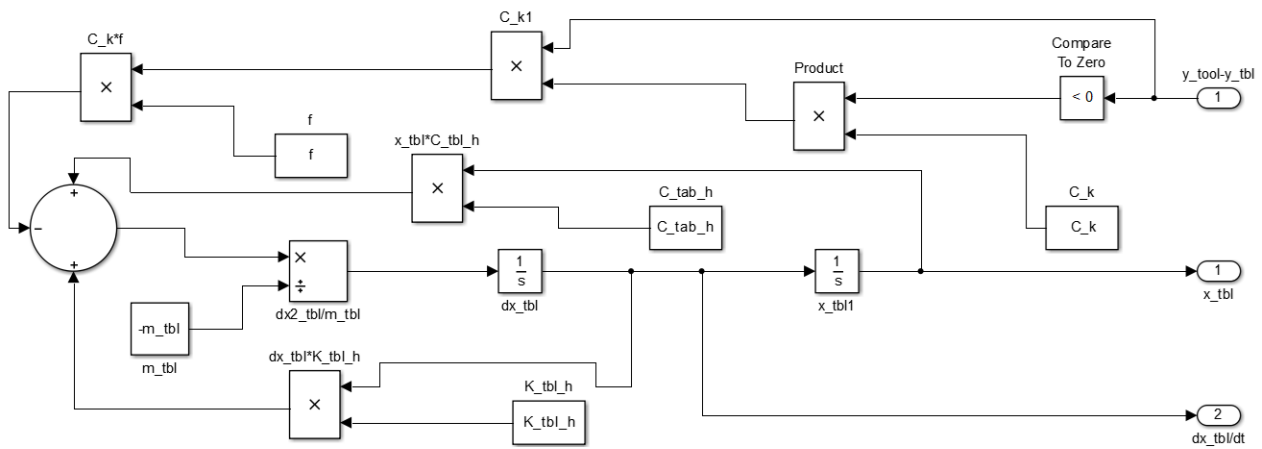 C_k1
C_k*f
×
×
Compare
To Zero
Product
y_tool-y_tbl
< 0
1
×
f
f
x_tbl*C_tbl_h
×
C_tab_h
C_tab_h
C_k
C_k
+
−
+
×
÷
dx2_tbl/m_tbl
1
s
dx_tbl
1
s
x_tbl1
1
x_tbl
-m_tbl
m_tbl
dx_tbl*K_tbl_h
×
K_tbl_h
K_tbl_h
2
dx_tbl/dt